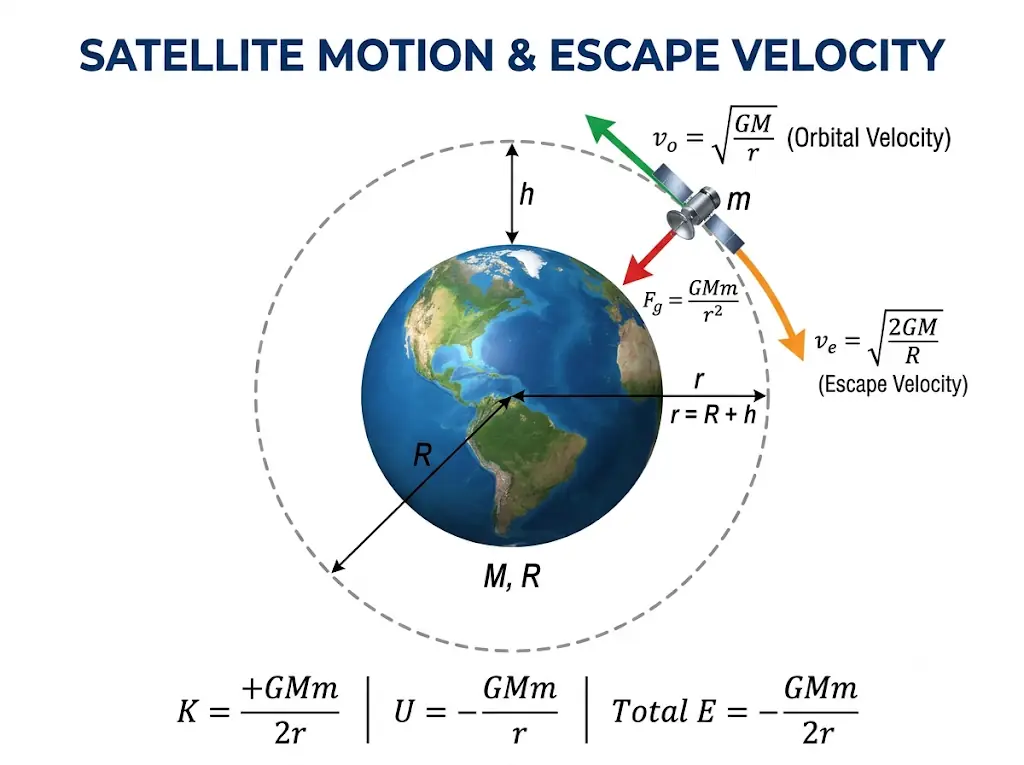 SATELLITE MOTION & ESCAPE VELOCITY
v_o = √(GM/r) (Orbital Velocity)
h
m
F_g = GMm/r²
v_e = √(2GM/R)
(Escape Velocity)
r
r = R + h
R
M, R
K = +GMm/2r | U = −GMm/r | Total E = −GMm/2r